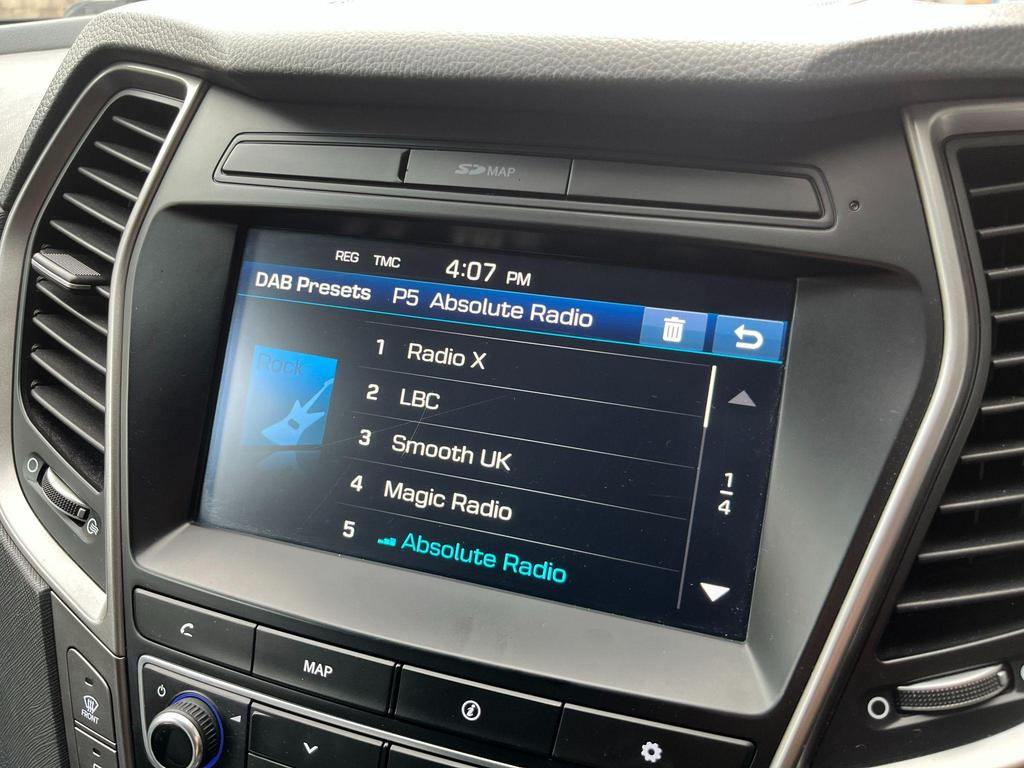 SD MAP
REG TMC 4:07 PM
DAB Presets P5 Absolute Radio
Rock
1 Radio X
2 LBC
3 Smooth UK
4 Magic Radio
5 Absolute Radio
1
4
MAP
FRONT